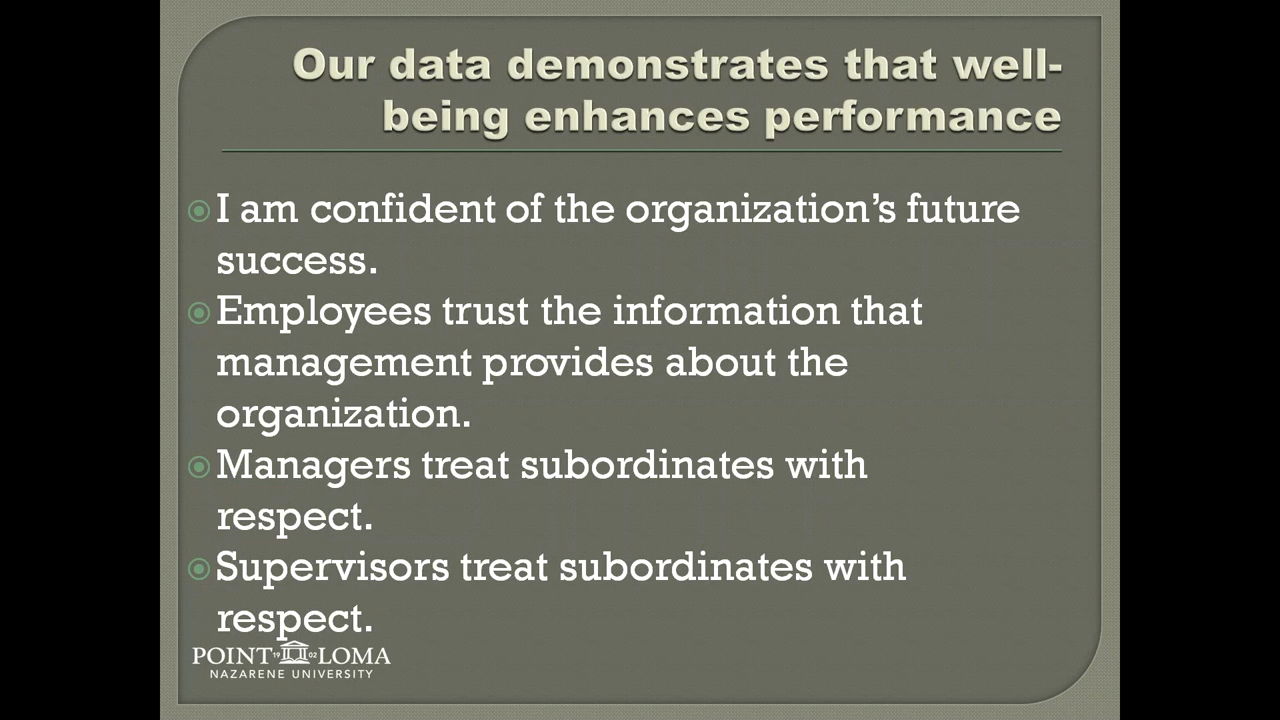 Our data demonstrates that well-
being enhances performance
I am confident of the organization’s future
success.
Employees trust the information that
management provides about the
organization.
Managers treat subordinates with
respect.
Supervisors treat subordinates with
respect.
POINT 19 02 LOMA
NAZARENE UNIVERSITY